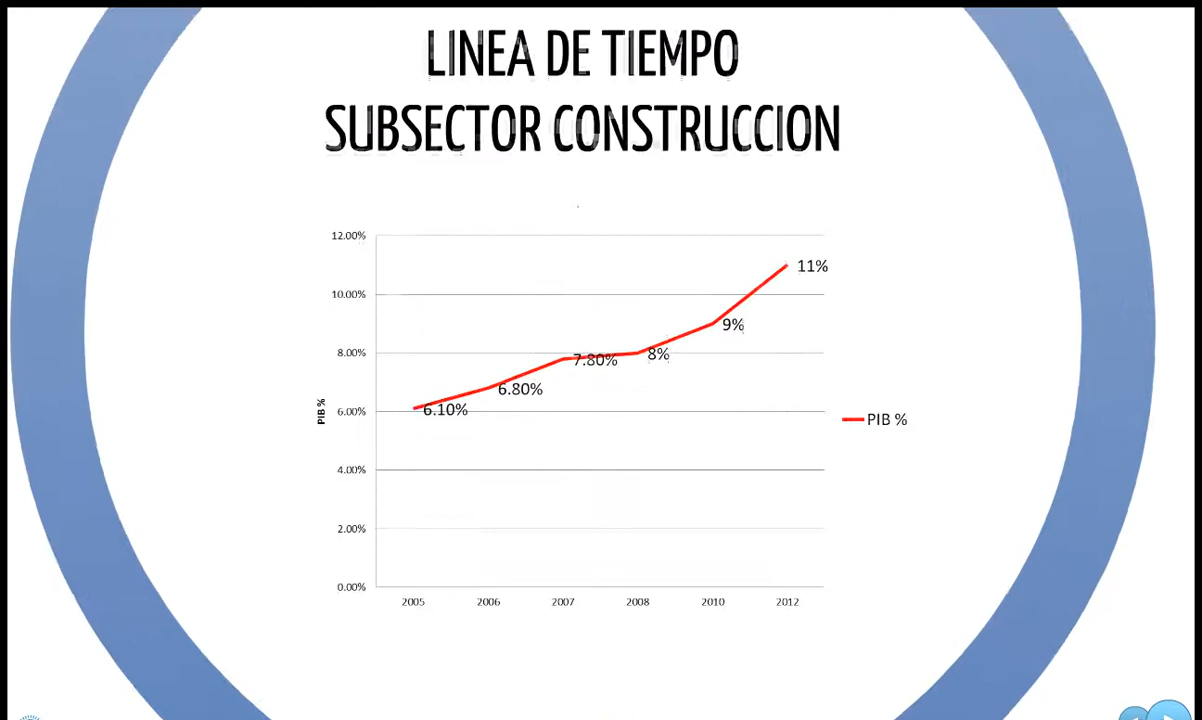 LINEA DE TIEMPO
SUBSECTOR CONSTRUCCION
12.00%
11%
10.00%
9%
8.00%
8%
7.80%
6.80%
PIB %
6.00%
6.10%
PIB %
4.00%
2.00%
0.00%
2005 2006 2007 2008 2010 2012